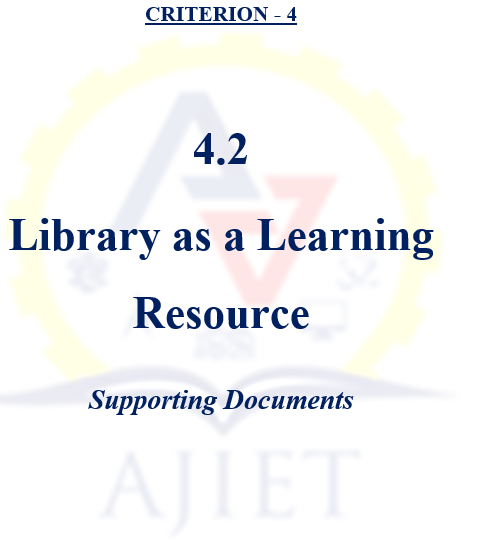 CRITERION - 4
4.2
Library as a Learning
Resource
Supporting Documents
AJIET